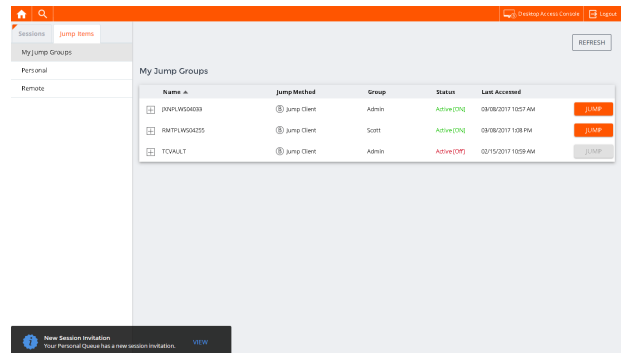 Desktop Access Console Logout
Sessions Jump Items
My Jump Groups
Personal
Remote
REFRESH
My Jump Groups
Name Jump Method Group Status Last Accessed
JXNPLWS04039 Jump Client Admin Active [ON] 03/08/2017 10:57 AM JUMP
RMTPLWS04255 Jump Client Scott Active [ON] 03/08/2017 1:08 PM JUMP
TCVAULT Jump Client Admin Active [Off] 02/15/2017 10:59 AM JUMP
New Session Invitation
Your Personal Queue has a new session invitation. VIEW